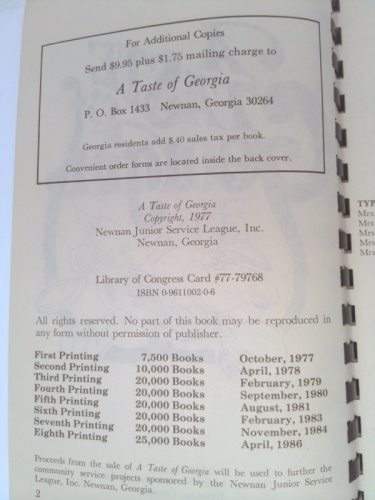 For Additional Copies
Send $9.95 plus $1.75 mailing charge to
A Taste of Georgia
P. O. Box 1433 Newnan, Georgia 30264
Georgia residents add $.40 sales tax per book.
Convenient order forms are located inside the back cover.
A Taste of Georgia
Copyright, 1977
Newnan Junior Service League, Inc.
Newnan, Georgia
Library of Congress Card #77-79768
ISBN 0-9611002-0-6
All rights reserved. No part of this book may be reproduced in
any form without permission of publisher.
First Printing 7,500 Books October, 1977
Second Printing 10,000 Books April, 1978
Third Printing 20,000 Books February, 1979
Fourth Printing 20,000 Books September, 1980
Fifth Printing 20,000 Books August, 1981
Sixth Printing 20,000 Books February, 1983
Seventh Printing 20,000 Books November, 1984
Eighth Printing 25,000 Books April, 1986
Proceeds from the sale of A Taste of Georgia will be used to further the
community service projects sponsored by the Newnan Junior Service
League, Inc. Newnan, Georgia.
2
TYP
Mrs
Mrs
Mrs
Mrs